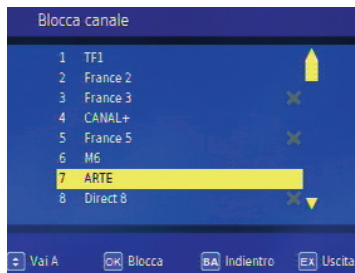 Blocca canale
1 TF1
2 France 2
3 France 3
4 CANAL+
5 France 5
6 M6
7 ARTE
8 Direct 8
Vai A OK Blocca BA Indientro EX Uscita